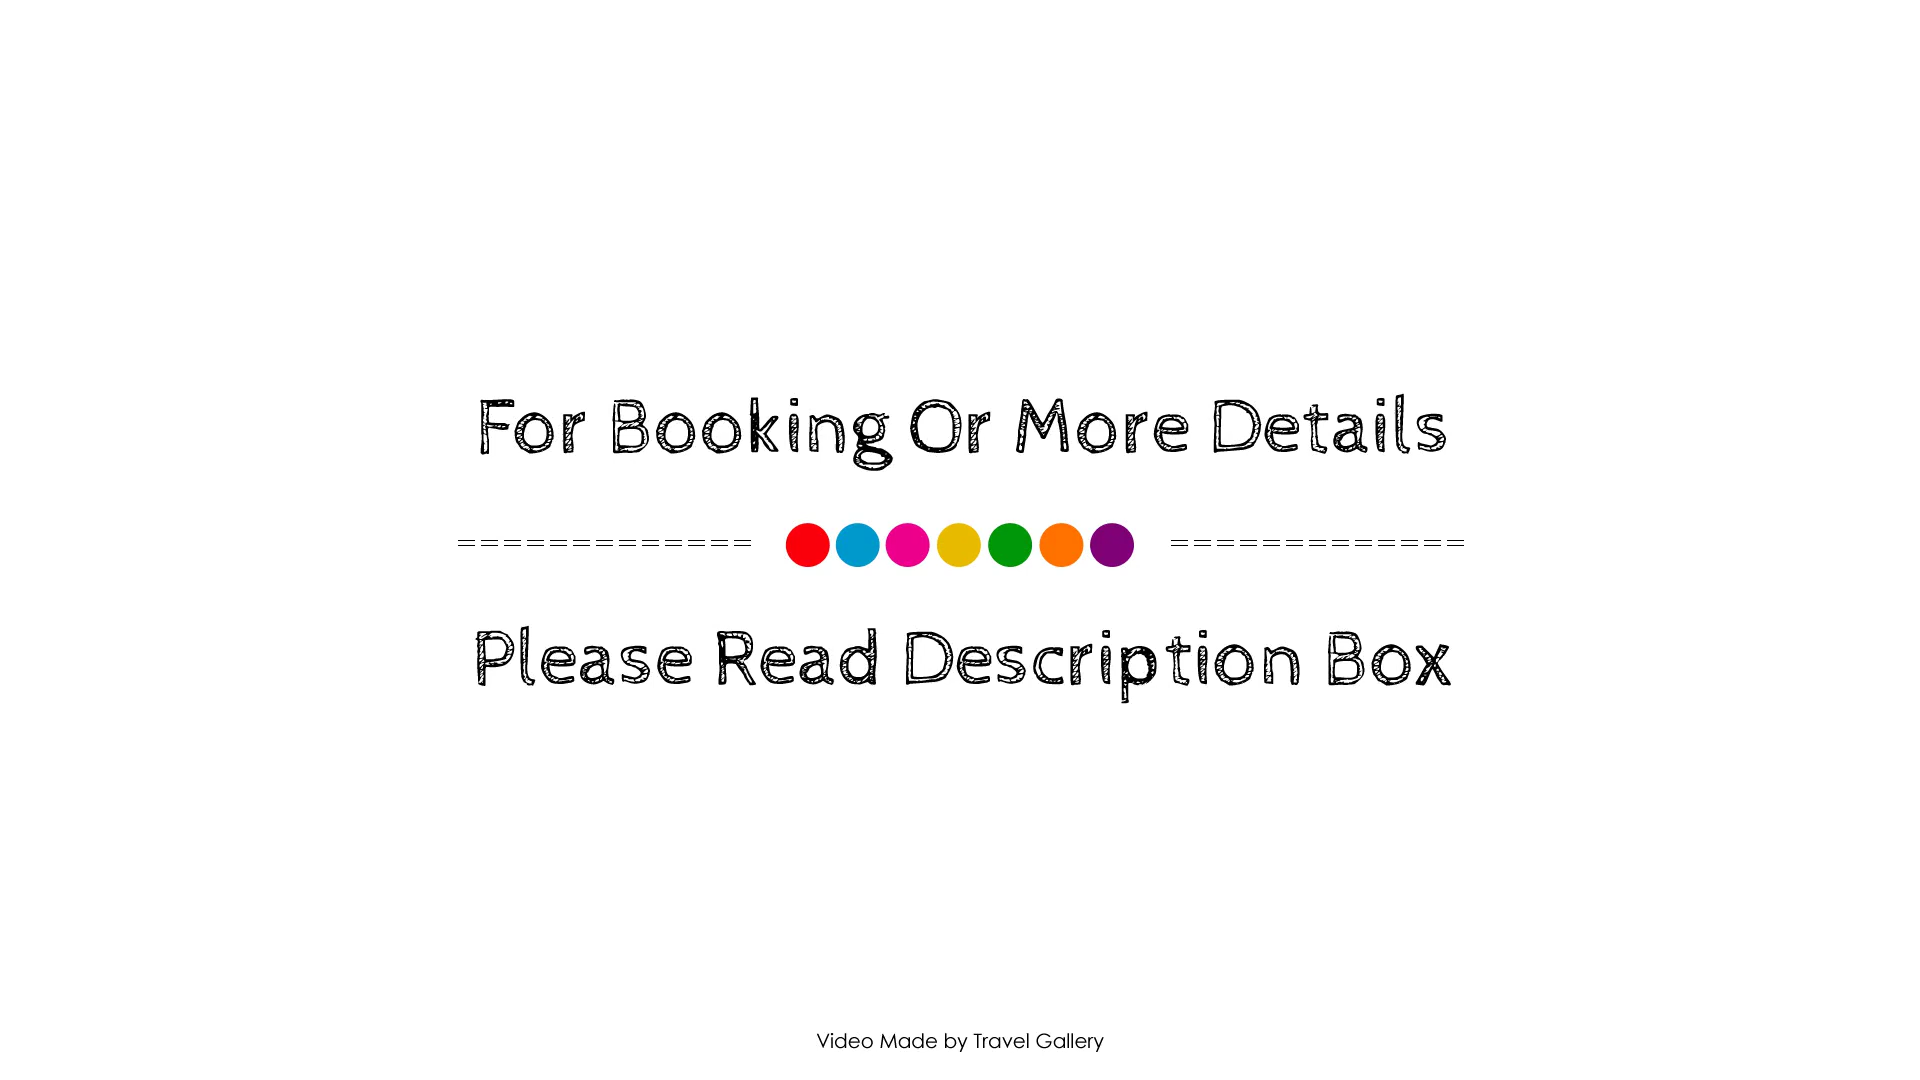 For Booking Or More Details
============= =============
Please Read Description Box
Video Made by Travel Gallery